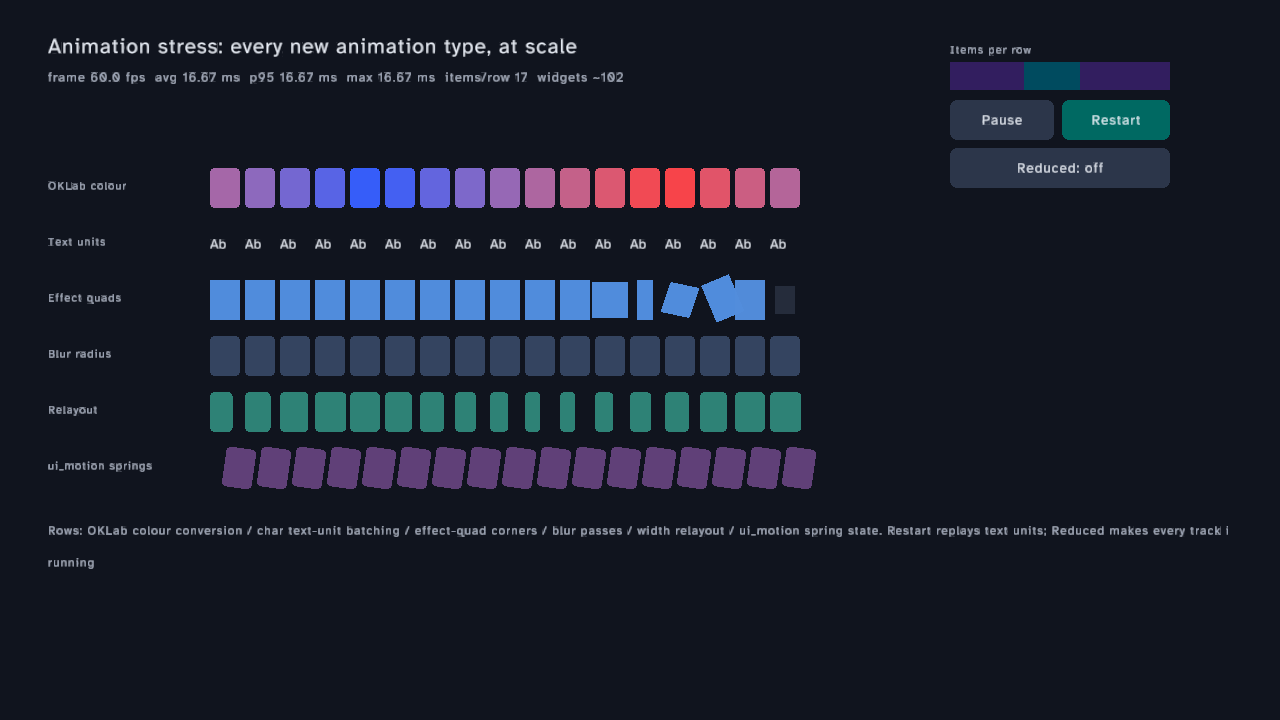 Animation stress: every new animation type, at scale
frame 60.0 fps  avg 16.67 ms  p95 16.67 ms  max 16.67 ms  items/row 17  widgets ~102
Items per row
Pause
Restart
Reduced: off
OKLab colour
Text units
Ab Ab Ab Ab Ab Ab Ab Ab Ab Ab Ab Ab Ab Ab Ab Ab Ab
Effect quads
Blur radius
Relayout
ui_motion springs
Rows: OKLab colour conversion / char text-unit batching / effect-quad corners / blur passes / width relayout / ui_motion spring state. Restart replays text units; Reduced makes every track i
running